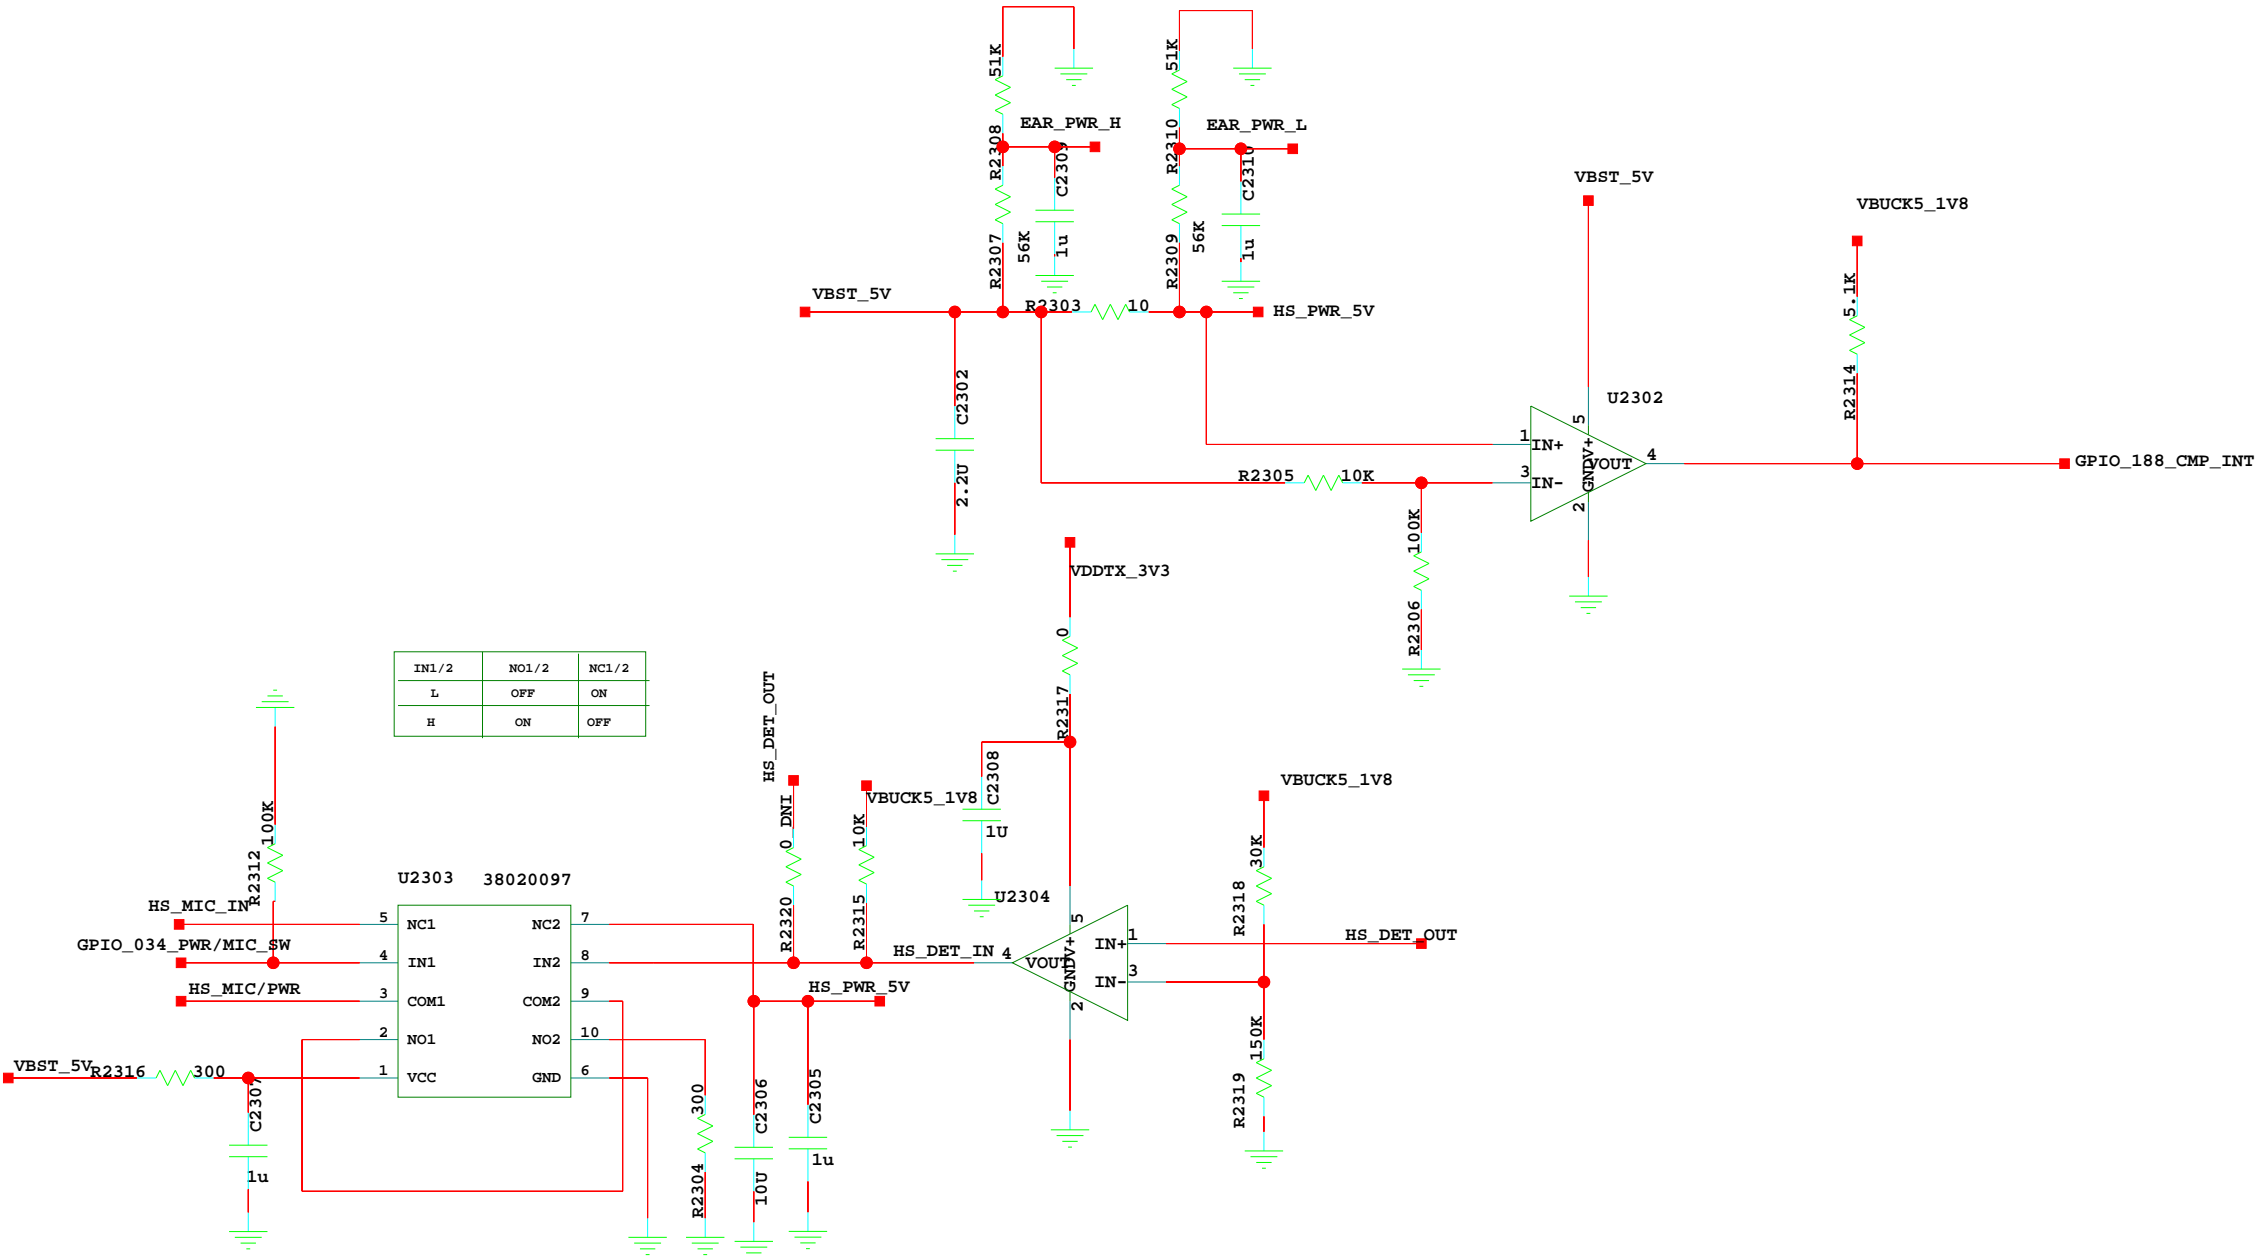 51K
51K
R2308
EAR_PWR_H
C2309
1u
R2310
EAR_PWR_L
C2310
1u
R2307
56K
R2309
56K
VBST_5V
R2303
10
HS_PWR_5V
C2302
2.2U
VBST_5V
VBUCK5_1V8
5.1K
R2314
U2302
5
1
IN+
3
IN-
GND
V+
VOUT
4
2
GPIO_188_CMP_INT
R2305
10K
100K
R2306
VDDTX_3V3
0
R2317
C2308
1U
IN1/2 NO1/2 NC1/2
L OFF ON
H ON OFF
HS_DET_OUT
0 DNI
R2320
VBUCK5_1V8
10K
R2315
VBUCK5_1V8
30K
R2318
HS_DET_OUT
150K
R2319
U2304
5
HS_DET_IN
4
VOUT
GND
V+
IN+
1
IN-
3
2
100K
R2312
U2303
38020097
HS_MIC_IN
5
NC1
NC2
7
GPIO_034_PWR/MIC_SW
4
IN1
IN2
8
HS_MIC/PWR
3
COM1
COM2
9
HS_PWR_5V
2
NO1
NO2
10
VBST_5V
R2316
300
1
VCC
GND
6
C2307
1u
300
R2304
C2306
10U
C2305
1u